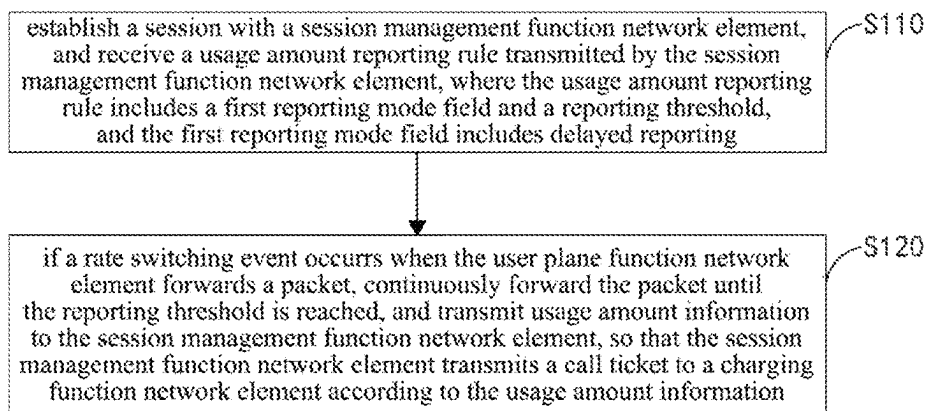 establish a session with a session management function network element,
and receive a usage amount reporting rule transmitted by the session
management function network element, where the usage amount reporting
rule includes a first reporting mode field and a reporting threshold,
and the first reporting mode field includes delayed reporting
S110
if a rate switching event occurrs when the user plane function network
element forwards a packet, continuously forward the packet until
the reporting threshold is reached, and transmit usage amount information
to the session management function network element, so that the session
management function network element transmits a call ticket to a charging
function network element according to the usage amount information
S120